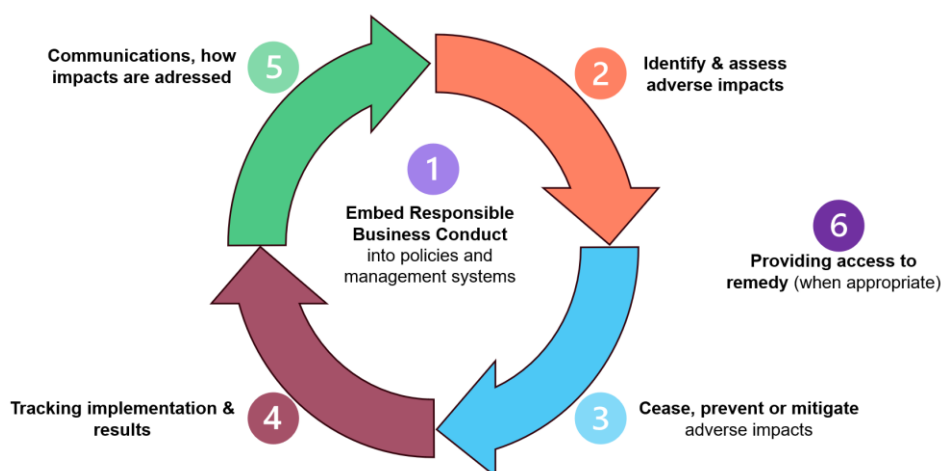 1
Embed Responsible
Business Conduct
into policies and
management systems
2
Identify & assess
adverse impacts
3
Cease, prevent or mitigate
adverse impacts
4
Tracking implementation &
results
5
Communications, how
impacts are adressed
6
Providing access to
remedy (when appropriate)